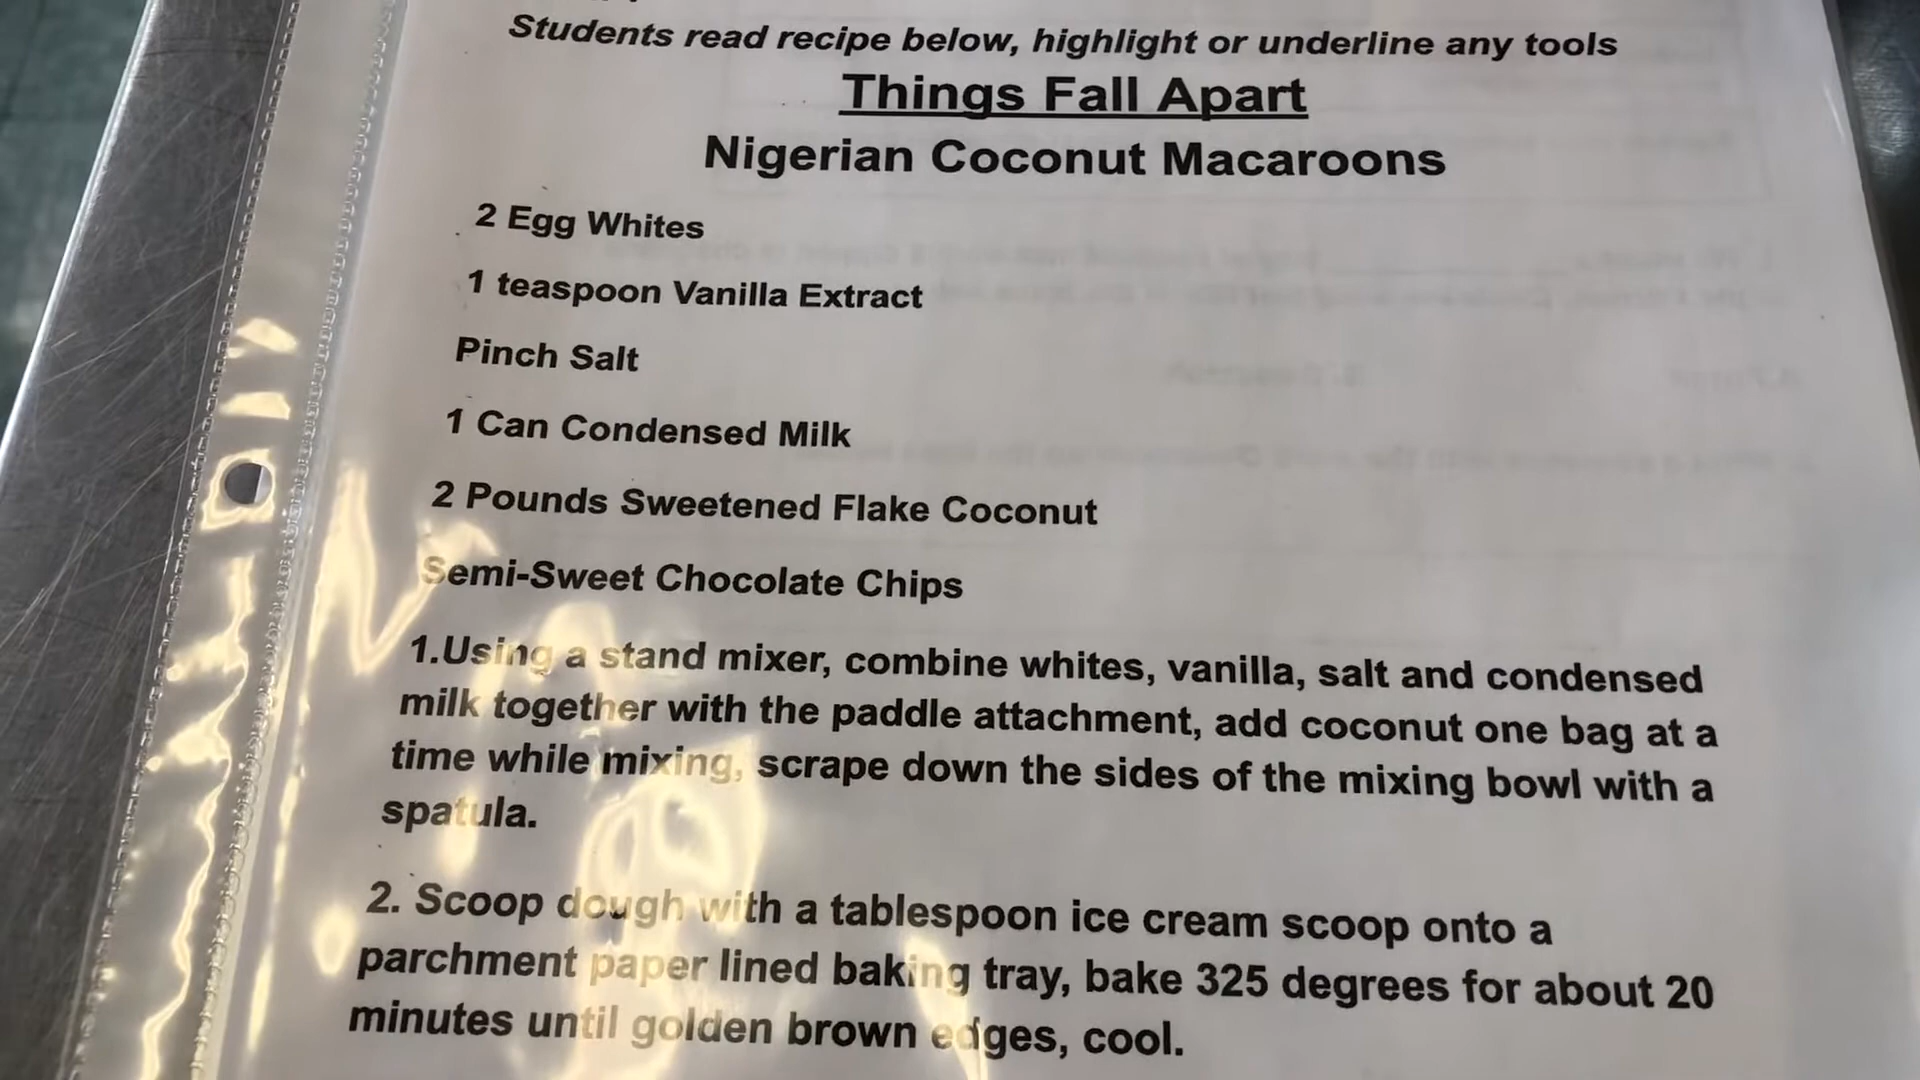 Students read recipe below, highlight or underline any tools
Things Fall Apart
Nigerian Coconut Macaroons
2 Egg Whites
1 teaspoon Vanilla Extract
Pinch Salt
1 Can Condensed Milk
2 Pounds Sweetened Flake Coconut
Semi-Sweet Chocolate Chips
1.Using a stand mixer, combine whites, vanilla, salt and condensed
milk together with the paddle attachment, add coconut one bag at a
time while mixing, scrape down the sides of the mixing bowl with a
spatula.
2. Scoop dough with a tablespoon ice cream scoop onto a
parchment paper lined baking tray, bake 325 degrees for about 20
minutes until golden brown edges, cool.